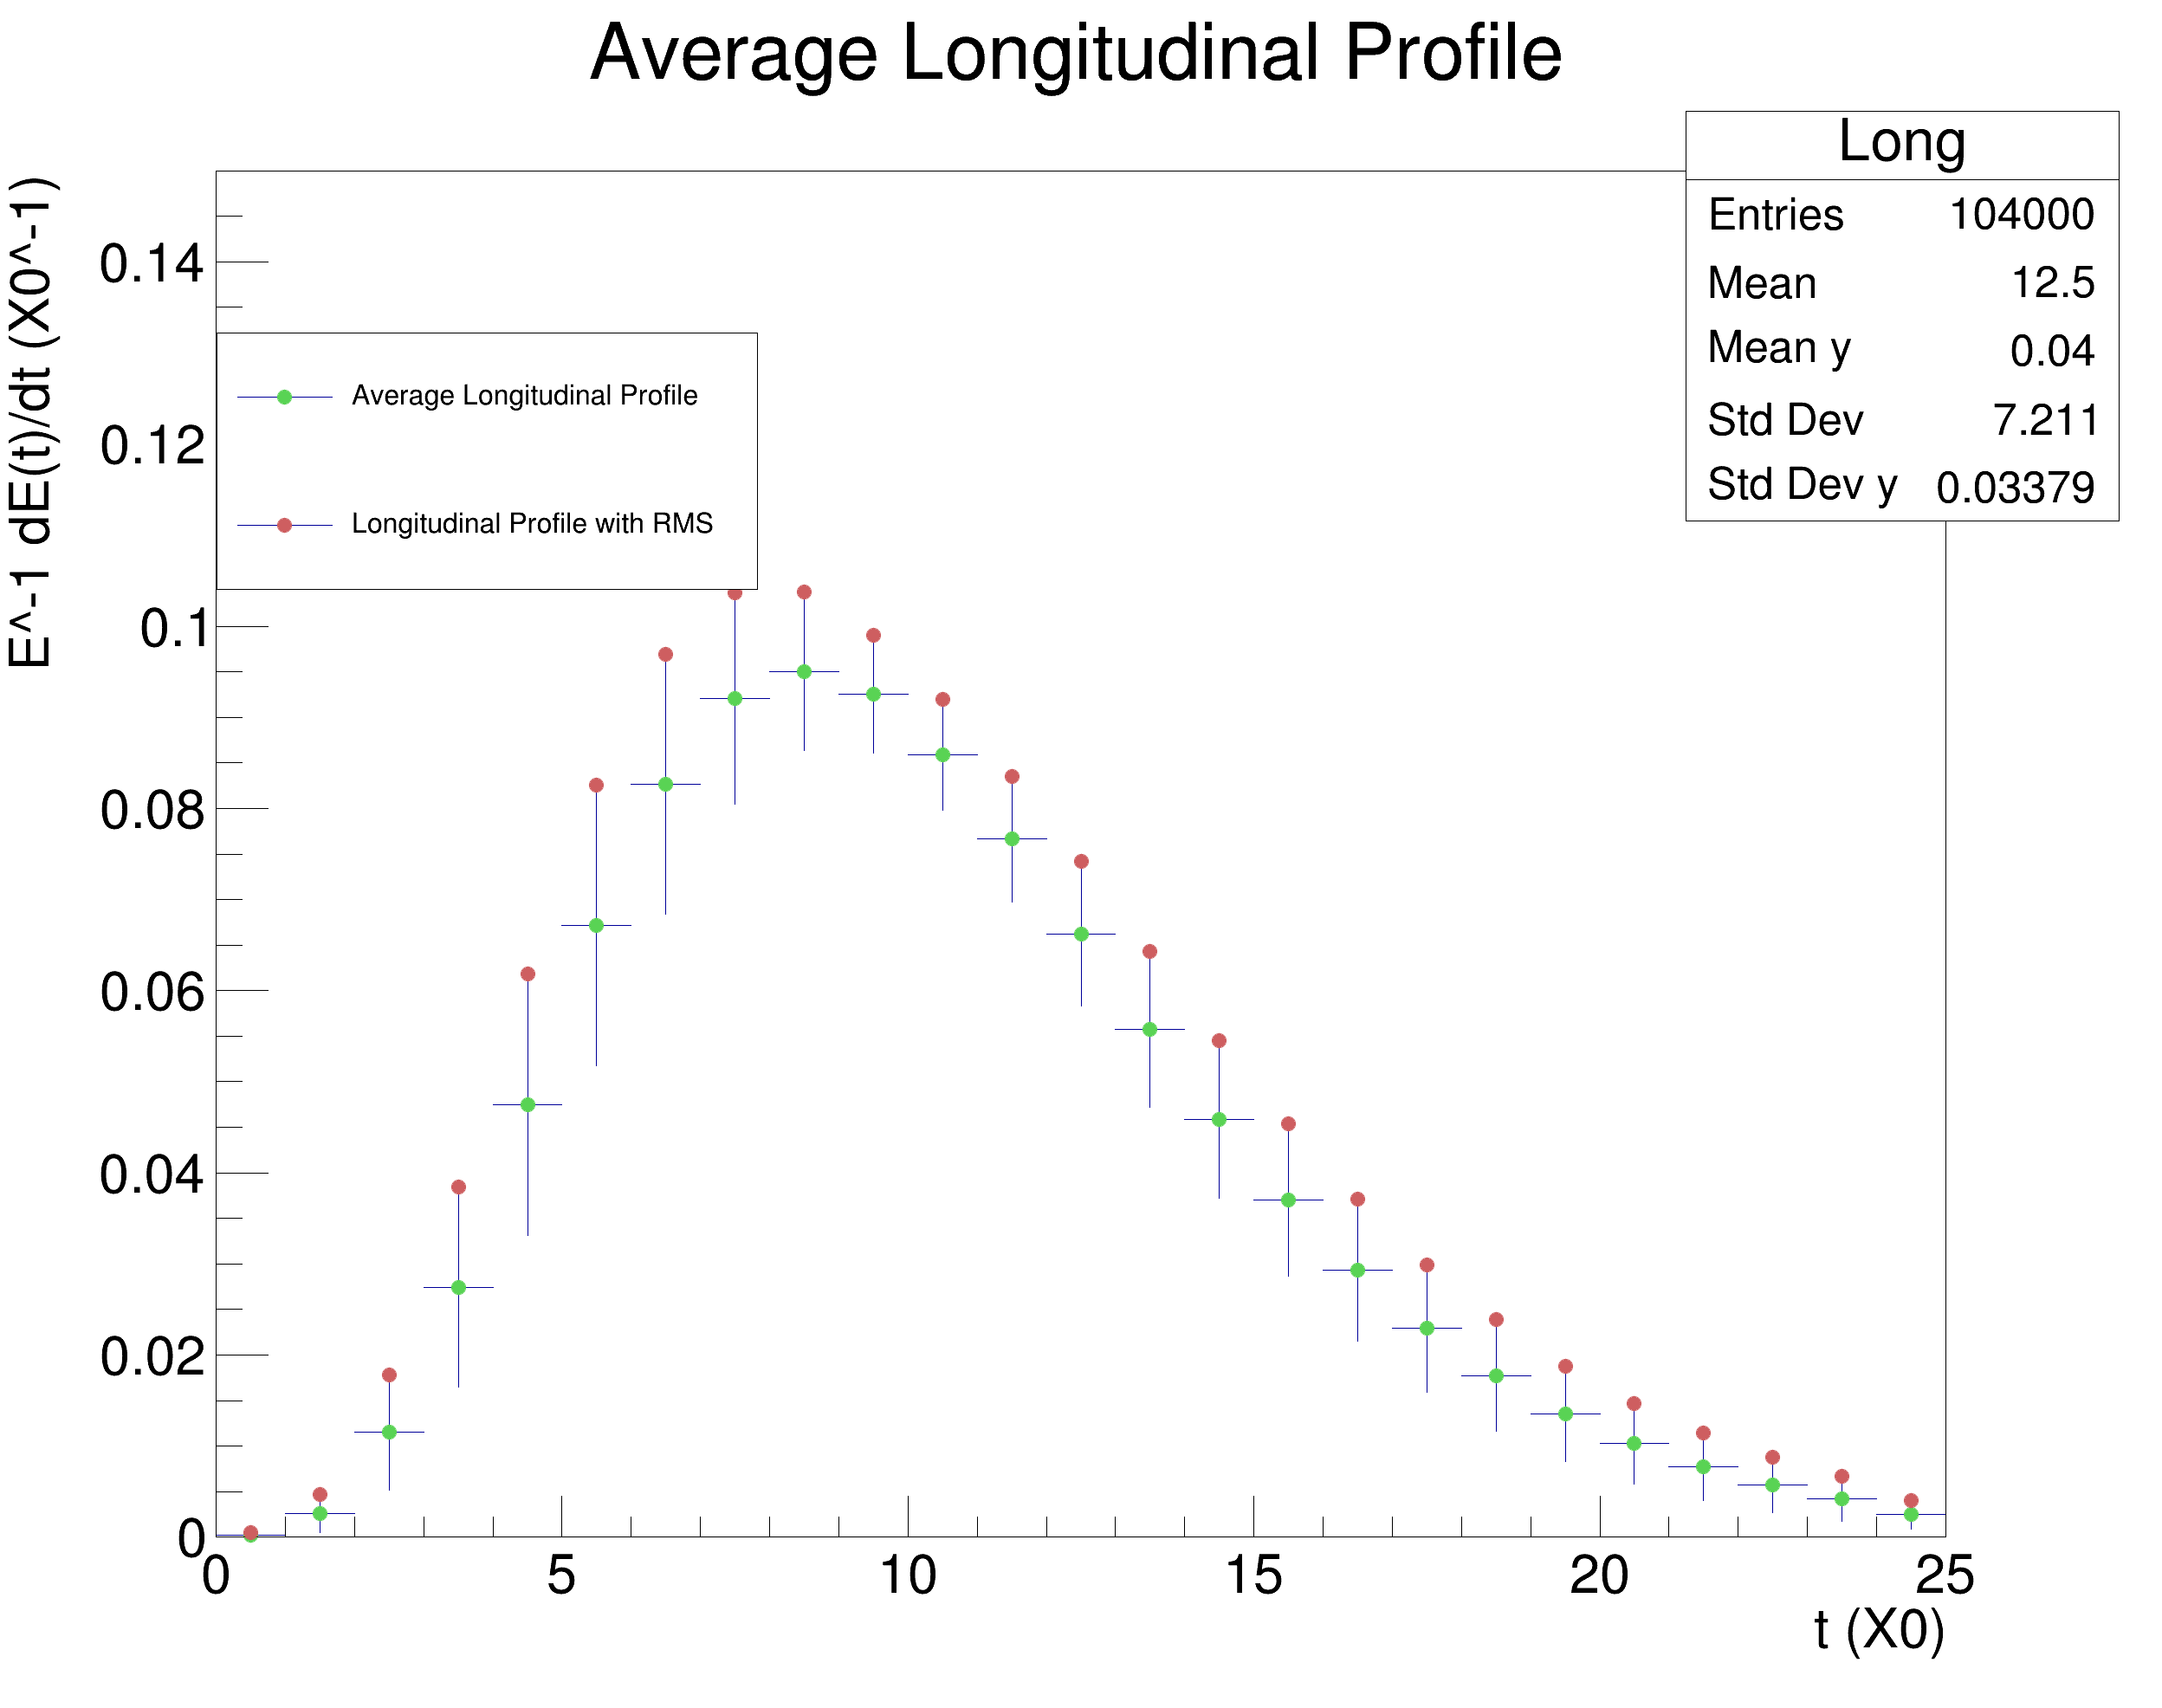 Average Longitudinal Profile
Long
Entries 104000
Mean 12.5
Mean y 0.04
Std Dev 7.211
Std Dev y 0.03379
E^-1 dE(t)/dt (X0^-1)
0.14
0.12
0.1
0.08
0.06
0.04
0.02
0
Average Longitudinal Profile
Longitudinal Profile with RMS
0 5 10 15 20 25
t (X0)